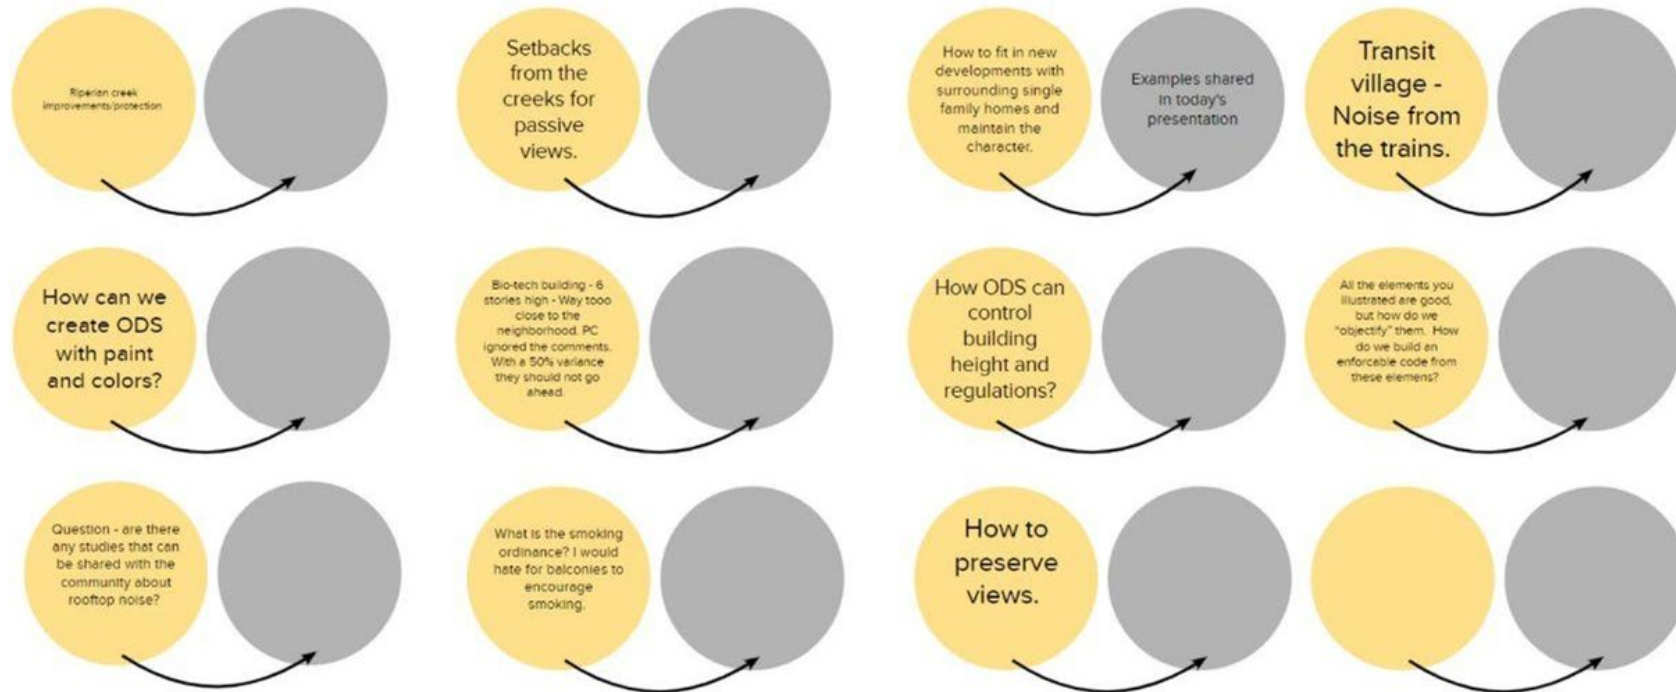 Riperian creek
improvements/protection
Setbacks
from the
creeks for
passive
views.
How to fit in new
developments with
surrounding single
family homes and
maintain the
character.
Examples shared
in today's
presentation
Transit
village -
Noise from
the trains.
How can we
create ODS
with paint
and colors?
Bio-tech building - 6
stories high - Way tooo
close to the
neighborhood. PC
ignored the comments.
With a 50% variance
they should not go
ahead.
How ODS can
control
building
height and
regulations?
All the elements you
illustrated are good,
but how do we
"objectify" them. How
do we build an
enforcable code from
these elemens?
Question - are there
any studies that can
be shared with the
community about
rooftop noise?
What is the smoking
ordinance? I would
hate for balconies to
encourage
smoking.
How to
preserve
views.